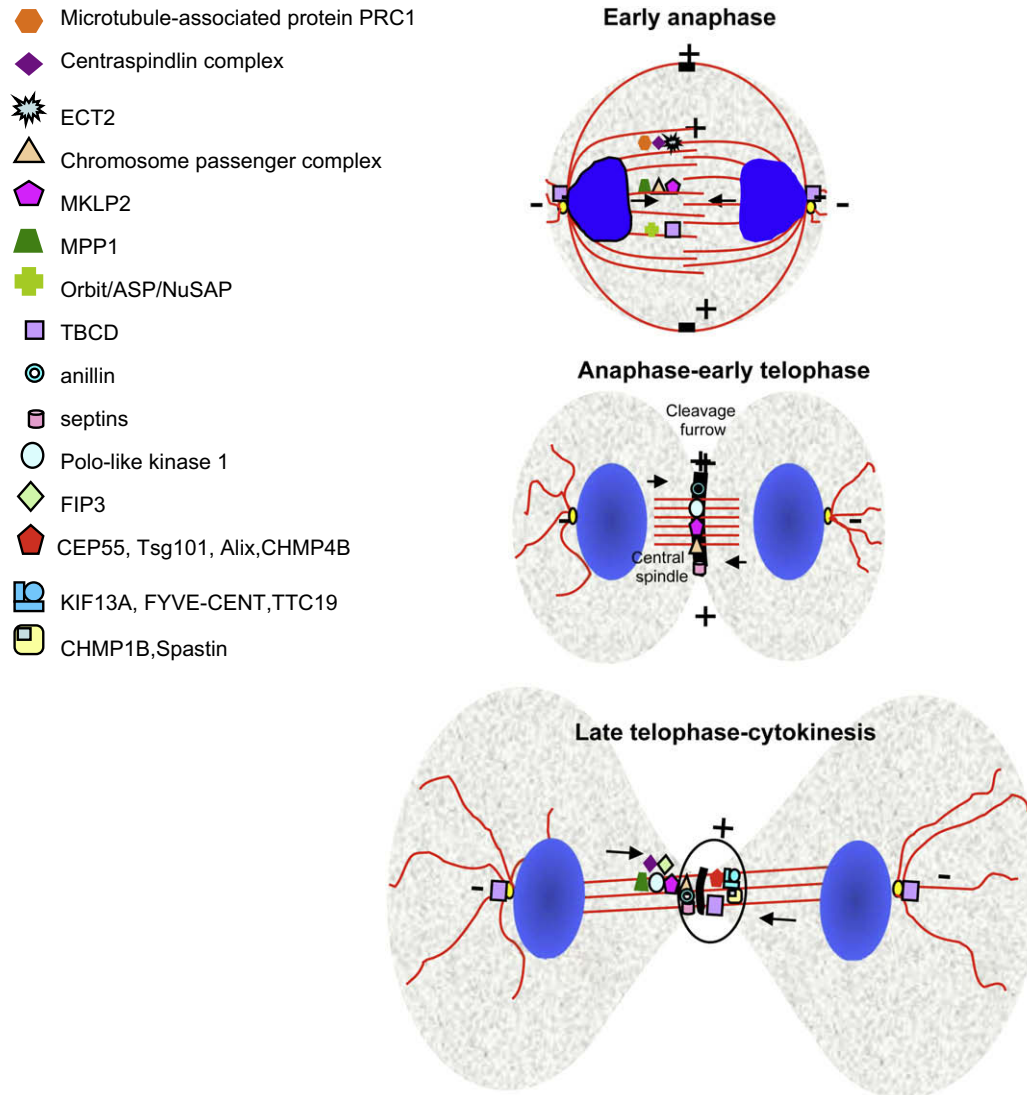 Microtubule-associated protein PRC1
Centraspindlin complex
ECT2
Chromosome passenger complex
MKLP2
MPP1
Orbit/ASP/NuSAP
TBCD
anillin
septins
Polo-like kinase 1
FIP3
CEP55, Tsg101, Alix,CHMP4B
KIF13A, FYVE-CENT,TTC19
CHMP1B,Spastin
Early anaphase
+
+
- -
+
+
Anaphase-early telophase
Cleavage
furrow
++
- -
Central
spindle
+
Late telophase-cytokinesis
+
- -